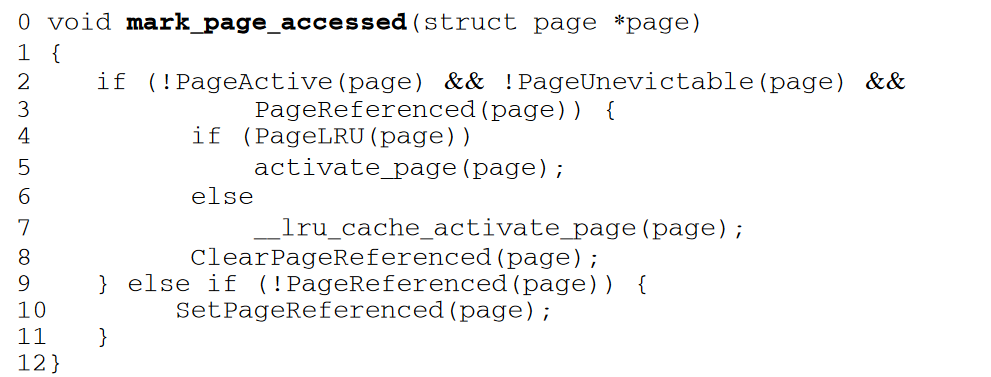 0 void mark_page_accessed(struct page *page)
1 {
2    if (!PageActive(page) && !PageUnevictable(page) &&
3              PageReferenced(page)) {
4          if (PageLRU(page))
5              activate_page(page);
6          else
7              __lru_cache_activate_page(page);
8          ClearPageReferenced(page);
9    } else if (!PageReferenced(page)) {
10        SetPageReferenced(page);
11   }
12}